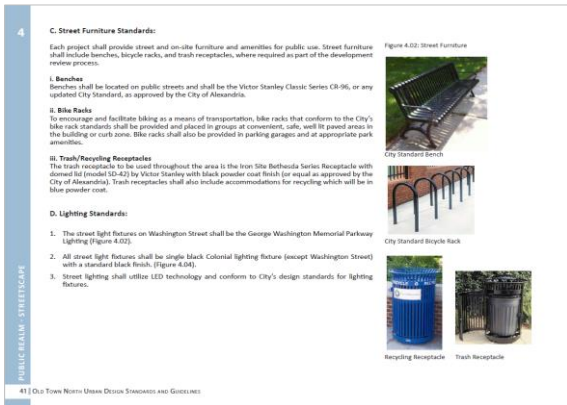 4
C. Street Furniture Standards:
Each project shall provide street and on-site furniture and amenities for public use. Street furniture
shall include benches, bicycle racks, and trash receptacles, where required as part of the development
review process.
i. Benches
Benches shall be located on public streets and shall be the Victor Stanley Classic Series CR-96, or any
updated City Standard, as approved by the City of Alexandria.
ii. Bike Racks
To encourage and facilitate biking as a means of transportation, bike racks that conform to the City's
bike rack standards shall be provided and placed in groups at convenient, safe, well lit paved areas in
the building or curb zone. Bike racks shall also be provided in parking garages and at appropriate park
amenities.
iii. Trash/Recycling Receptacles
The trash receptacle to be used throughout the area is the Iron Site Bethesda Series Receptacle with
domed lid (model SD-42) by Victor Stanley with black powder coat finish (or equal as approved by the
City of Alexandria). Trash receptacles shall also include accommodations for recycling which will be in
blue powder coat.
D. Lighting Standards:
1. The street light fixtures on Washington Street shall be the George Washington Memorial Parkway
Lighting (Figure 4.02).
2. All street light fixtures shall be single black Colonial lighting fixture (except Washington Street)
with a standard black finish. (Figure 4.04).
3. Street lighting shall utilize LED technology and conform to City's design standards for lighting
fixtures.
Figure 4.02: Street Furniture
City Standard Bench
City Standard Bicycle Rack
Recycling Receptacle Trash Receptacle
PUBLIC REALM - STREETSCAPE
41 | OLD TOWN NORTH URBAN DESIGN STANDARDS AND GUIDELINES